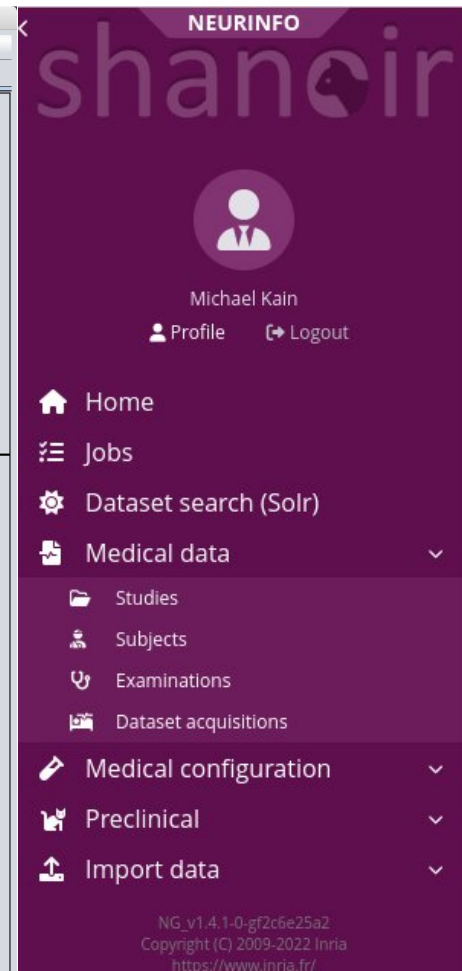 NEURINFO
shanoir
Michael Kain
Profile Logout
Home
Jobs
Dataset search (Solr)
Medical data
Studies
Subjects
Examinations
Dataset acquisitions
Medical configuration
Preclinical
Import data
NG_v1.4.1-0-gf2c6e25a2
Copyright (C) 2009-2022 Inria
https://www.inria.fr/